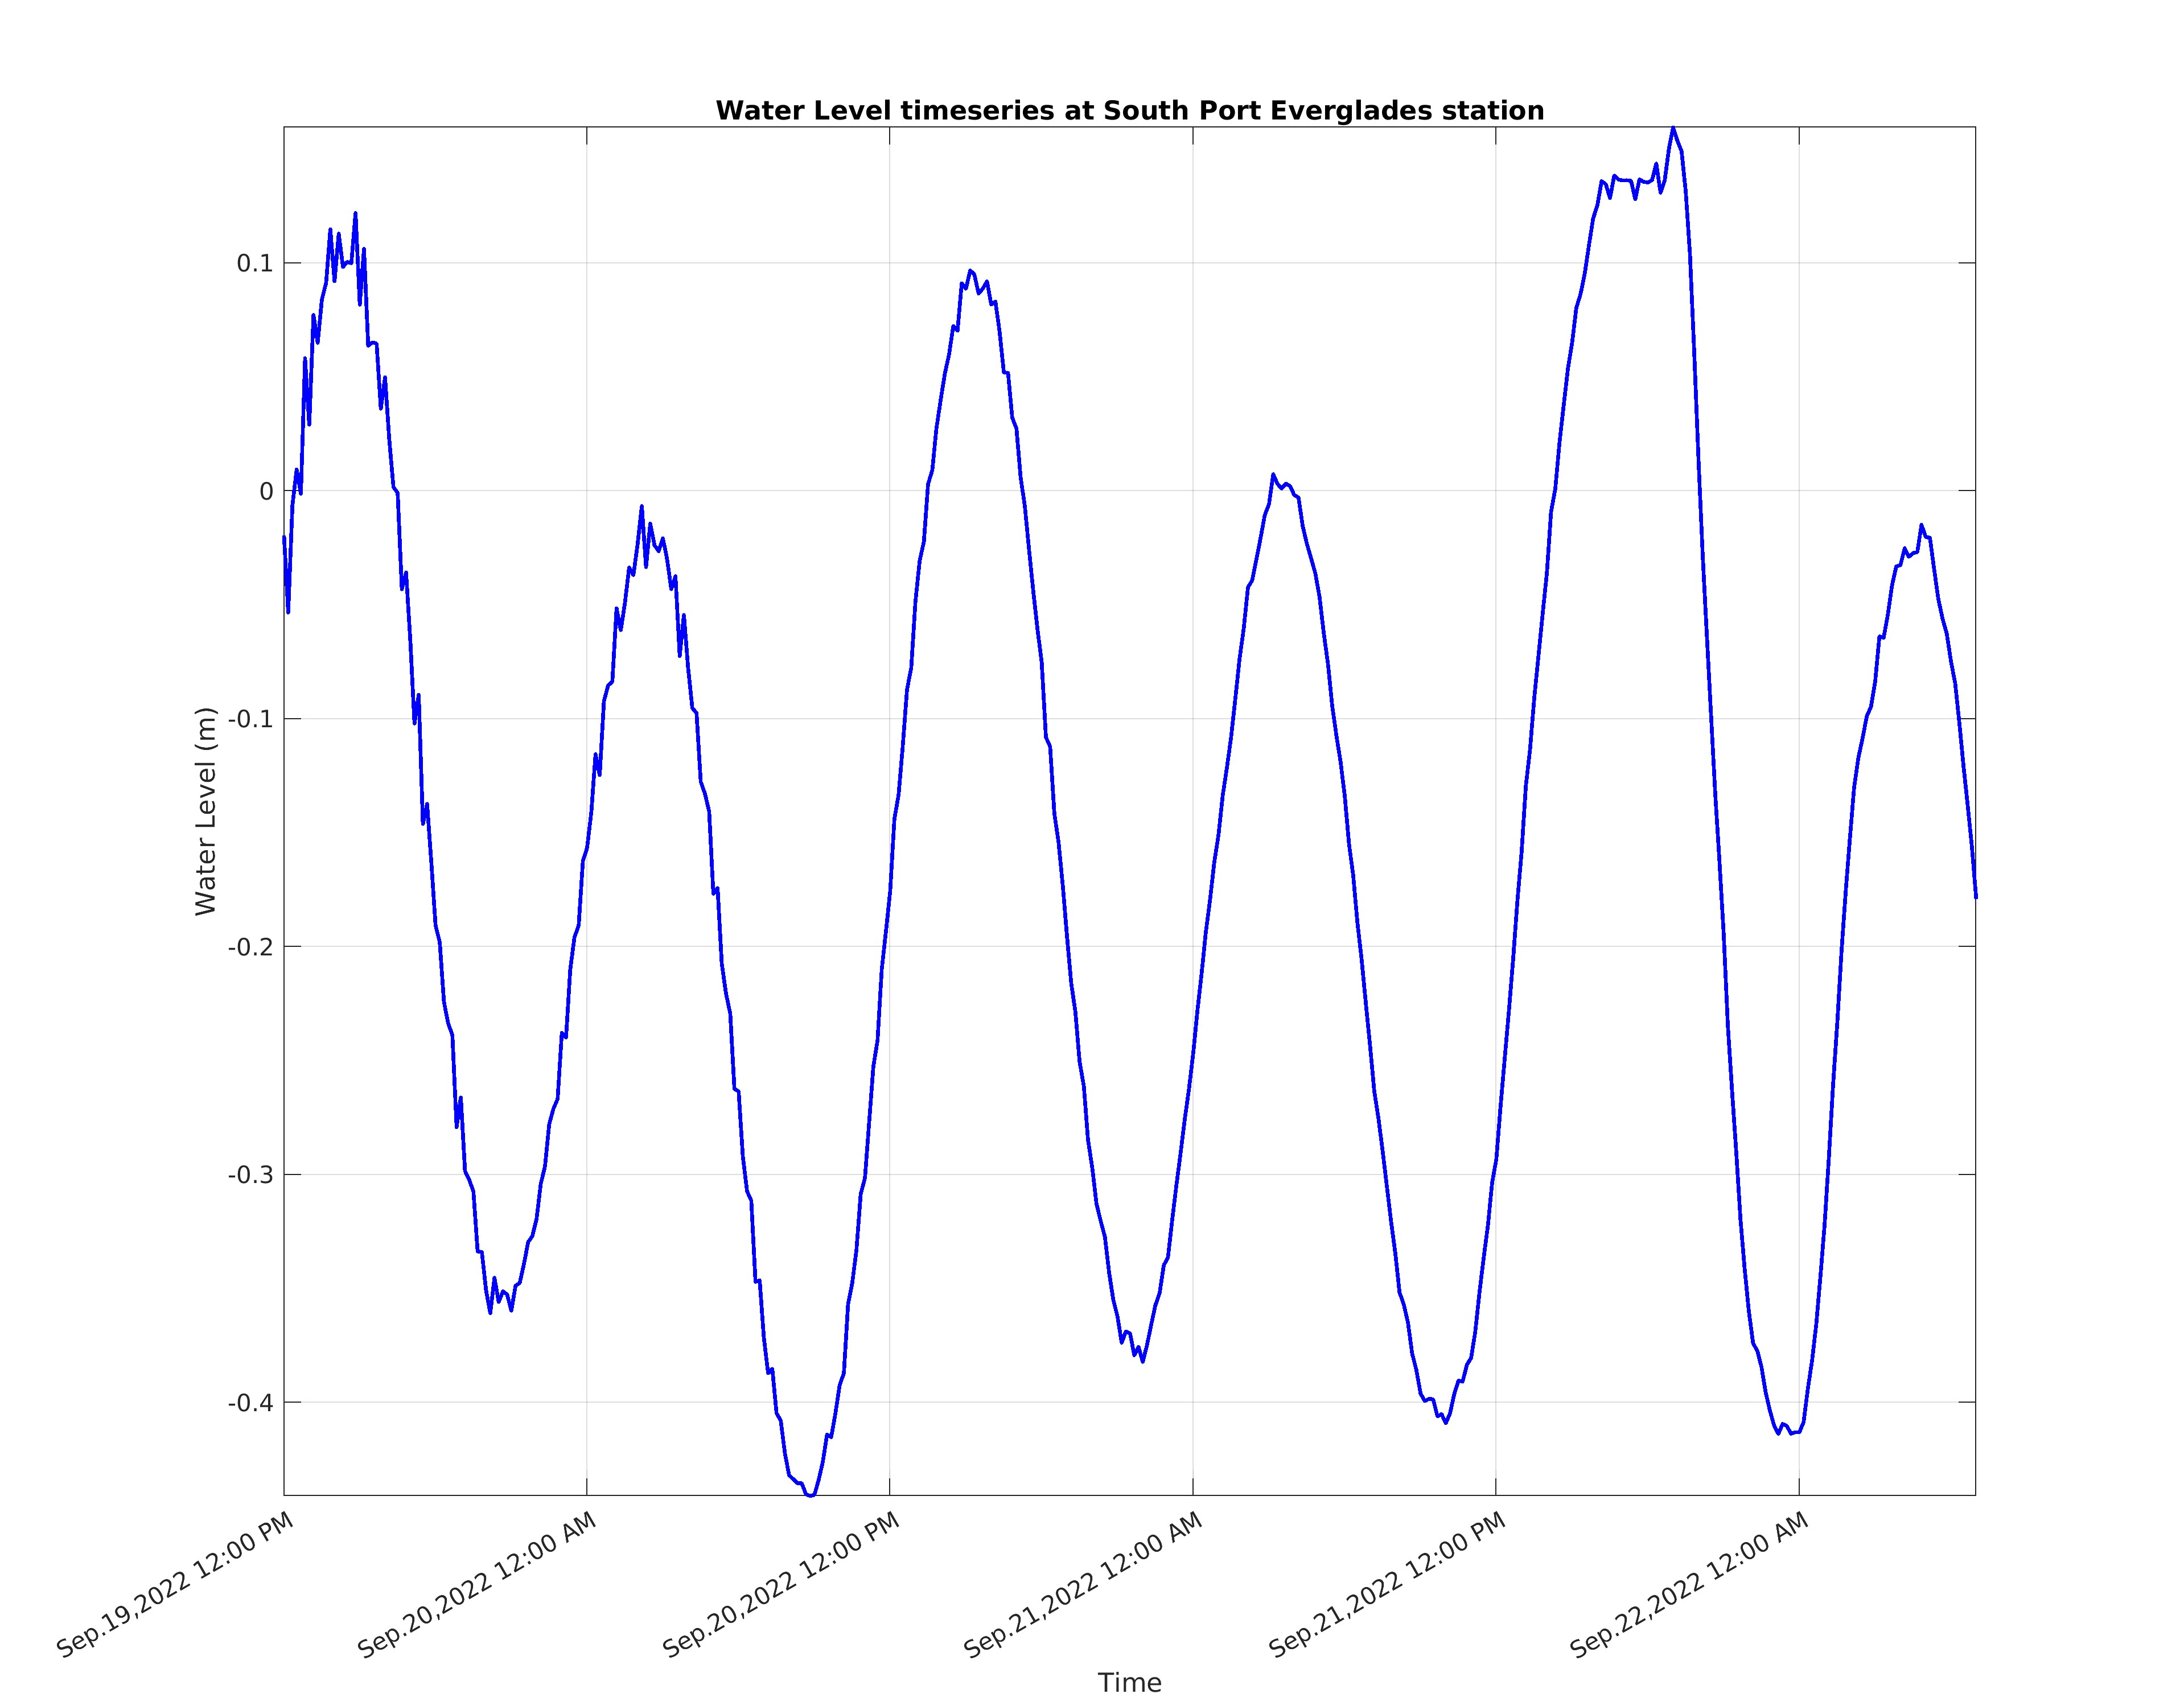 Water Level timeseries at South Port Everglades station
0.1
0
-0.1
-0.2
-0.3
-0.4
Water Level (m)
Sep.19,2022 12:00 PM
Sep.20,2022 12:00 AM
Sep.20,2022 12:00 PM
Sep.21,2022 12:00 AM
Sep.21,2022 12:00 PM
Sep.22,2022 12:00 AM
Time